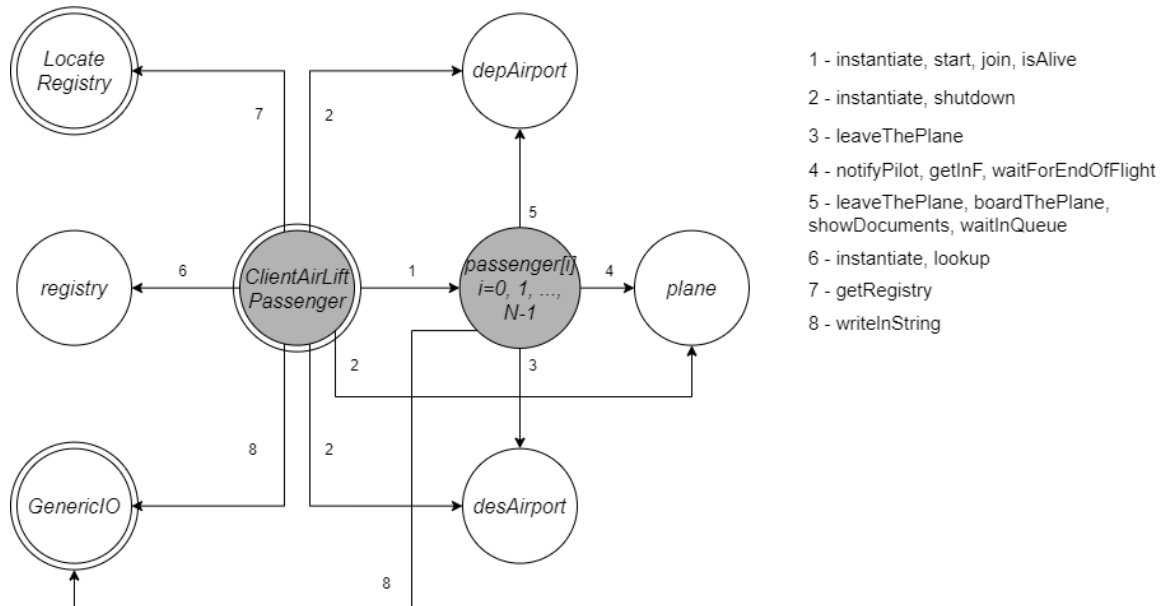 Locate
Registry
depAirport
7
2
5
registry
6
ClientAirLift
Passenger
1
passenger[i]
i=0, 1, ...,
N-1
4
plane
2
3
8
2
GenericIO
desAirport
8
1 - instantiate, start, join, isAlive
2 - instantiate, shutdown
3 - leaveThePlane
4 - notifyPilot, getInF, waitForEndOfFlight
5 - leaveThePlane, boardThePlane,
showDocuments, waitInQueue
6 - instantiate, lookup
7 - getRegistry
8 - writeInString